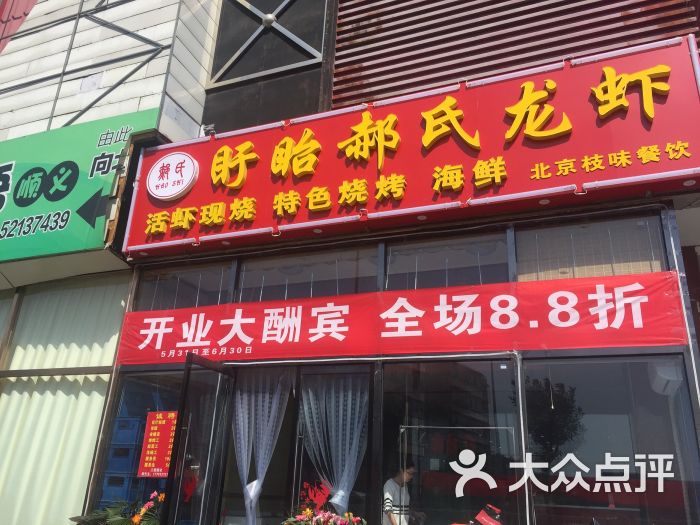 郝氏
HAO SHI
盱眙郝氏龙虾
活虾现烧 特色烧烤 海鲜 北京枝味餐饮
由此
向
顺义
52137439
开业大酬宾 全场8.8折
5月31日至6月30日
大众点评